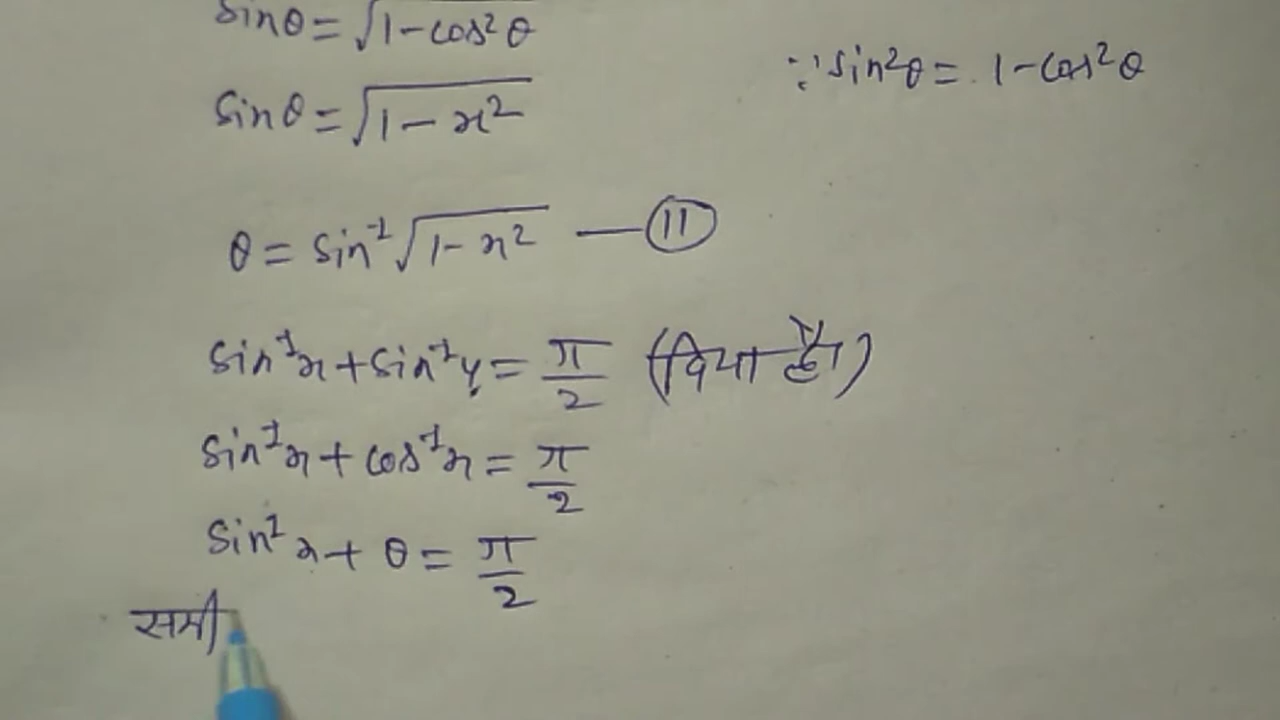 sinθ = √1-cos²θ
∵ sin²θ = 1-cos²θ
sinθ = √1-x²
θ = sin⁻¹√1-x² — (11)
sin⁻¹x + sin⁻¹y = π/2 (दिया है।)
sin⁻¹x + cos⁻¹x = π/2
sin⁻¹x + θ = π/2
समी